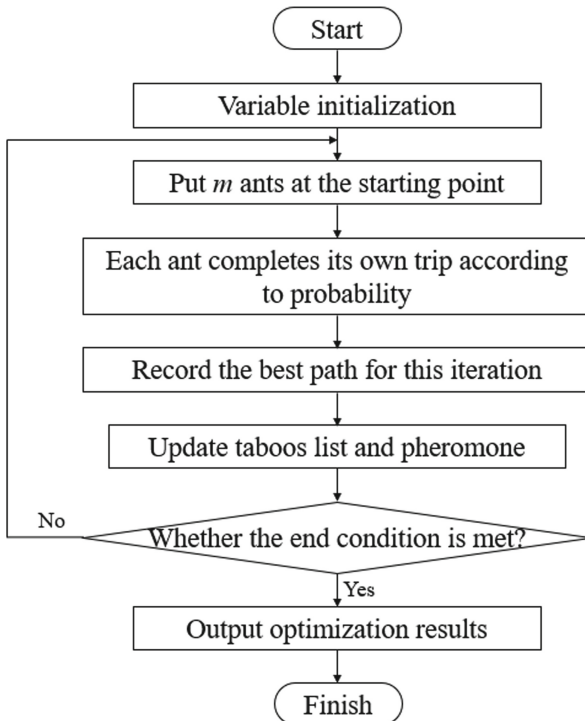 Start
Variable initialization
Put m ants at the starting point
Each ant completes its own trip according
to probability
Record the best path for this iteration
Update taboos list and pheromone
No
Whether the end condition is met?
Yes
Output optimization results
Finish